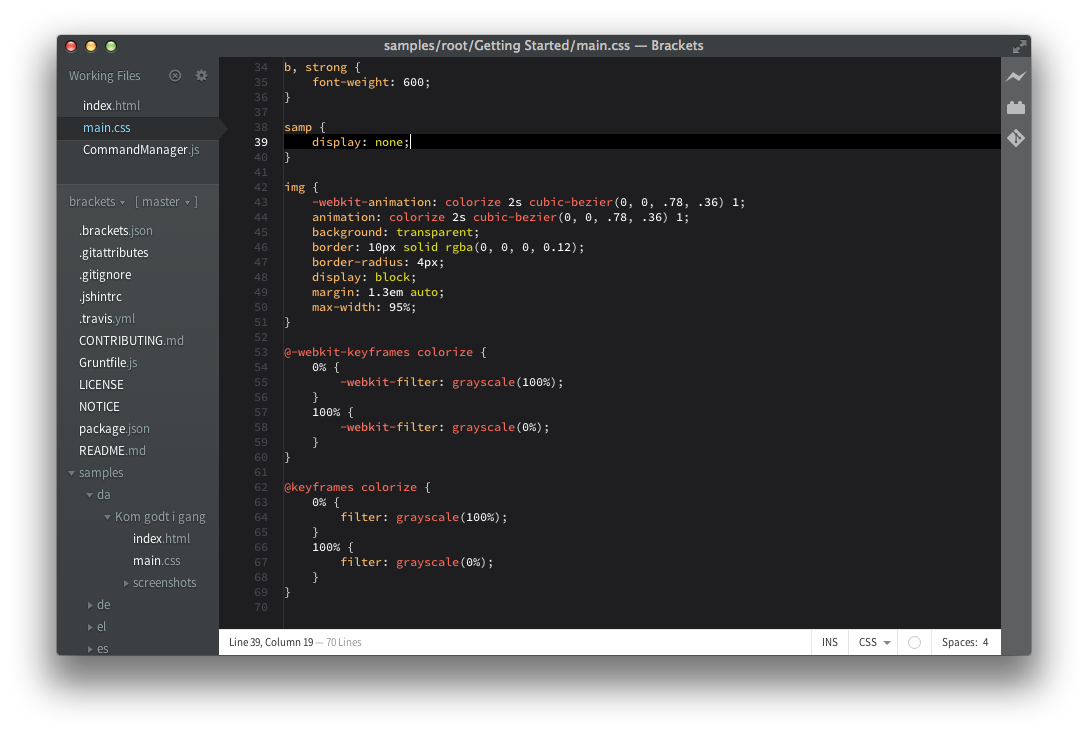 samples/root/Getting Started/main.css — Brackets
Working Files
index.html
main.css
CommandManager.js
brackets [ master ]
.brackets.json
.gitattributes
.gitignore
.jshintrc
.travis.yml
CONTRIBUTING.md
Gruntfile.js
LICENSE
NOTICE
package.json
README.md
samples
da
Kom godt i gang
index.html
main.css
screenshots
de
el
es
34 b, strong {
35     font-weight: 600;
36 }
37
38 samp {
39     display: none;
40 }
41
42 img {
43     -webkit-animation: colorize 2s cubic-bezier(0, 0, .78, .36) 1;
44     animation: colorize 2s cubic-bezier(0, 0, .78, .36) 1;
45     background: transparent;
46     border: 10px solid rgba(0, 0, 0, 0.12);
47     border-radius: 4px;
48     display: block;
49     margin: 1.3em auto;
50     max-width: 95%;
51 }
52
53 @-webkit-keyframes colorize {
54     0% {
55         -webkit-filter: grayscale(100%);
56     }
57     100% {
58         -webkit-filter: grayscale(0%);
59     }
60 }
61
62 @keyframes colorize {
63     0% {
64         filter: grayscale(100%);
65     }
66     100% {
67         filter: grayscale(0%);
68     }
69 }
70
Line 39, Column 19 — 70 Lines
INS CSS Spaces: 4